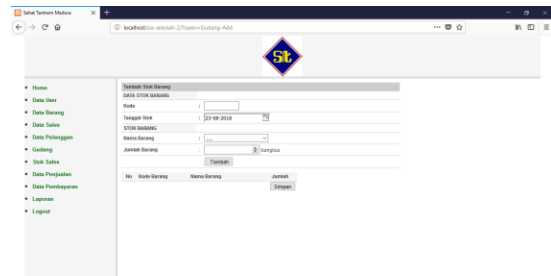 Sehat Tentrem Madura
localhost/sia-sekolah-2/?open=Gudang-Add
St
Home
Data User
Data Barang
Data Sales
Data Pelanggan
Gudang
Stok Sales
Data Penjualan
Data Pembayaran
Laporan
Logout
Tambah Stok Barang
DATA STOK BARANG
Kode :
Tanggal Stok : 23-08-2018
STOK BARANG
Nama Barang : ....
Jumlah Barang : bungkus
Tambah
No Kode Barang Nama Barang Jumlah
Simpan